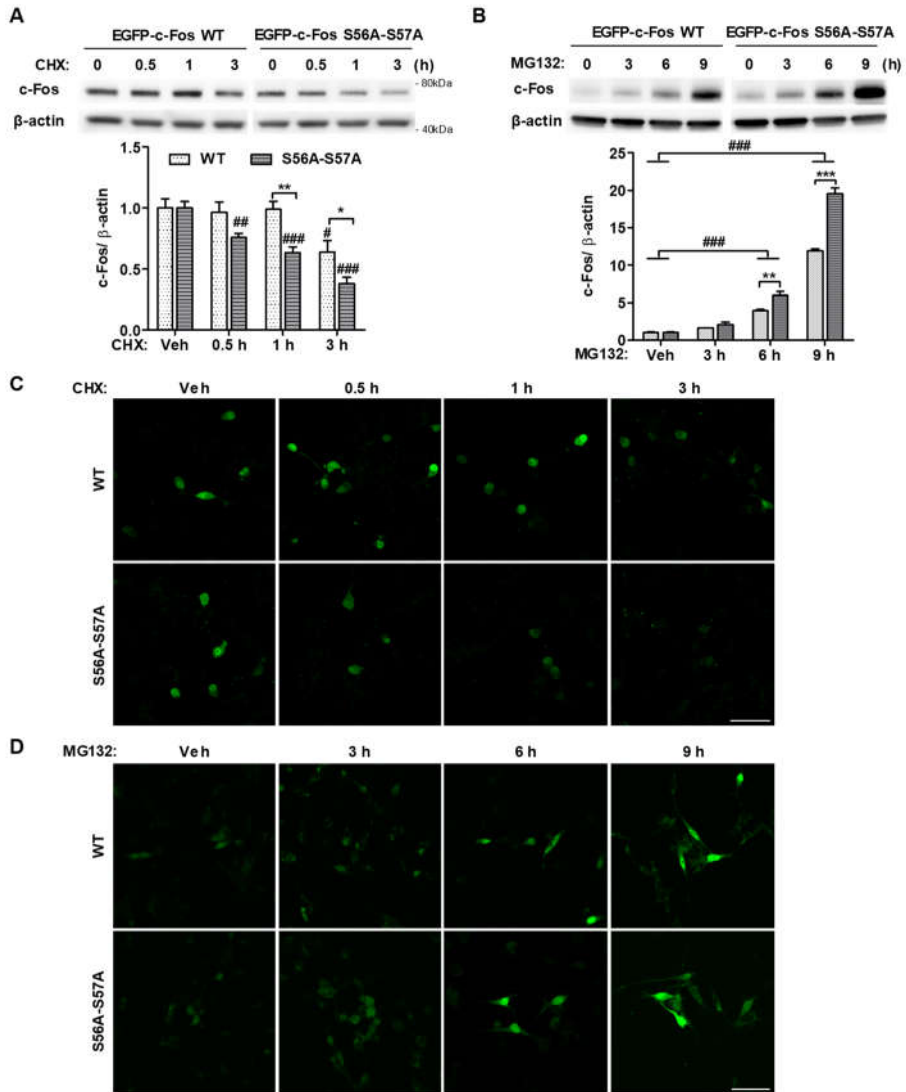 A
EGFP-c-Fos WT EGFP-c-Fos S56A-S57A
CHX: 0 0.5 1 3 0 0.5 1 3 (h)
c-Fos - 80kDa
β-actin - 40kDa
1.5
WT S56A-S57A
** * ## # ### ###
1.0
0.5
0.0
c-Fos/ β-actin
CHX: Veh 0.5 h 1 h 3 h
B
EGFP-c-Fos WT EGFP-c-Fos S56A-S57A
MG132: 0 3 6 9 0 3 6 9 (h)
c-Fos
β-actin
25
###
20
***
15
###
10
**
5
0
c-Fos/ β-actin
MG132: Veh 3 h 6 h 9 h
C
CHX: Veh 0.5 h 1 h 3 h
WT
S56A-S57A
D
MG132: Veh 3 h 6 h 9 h
WT
S56A-S57A